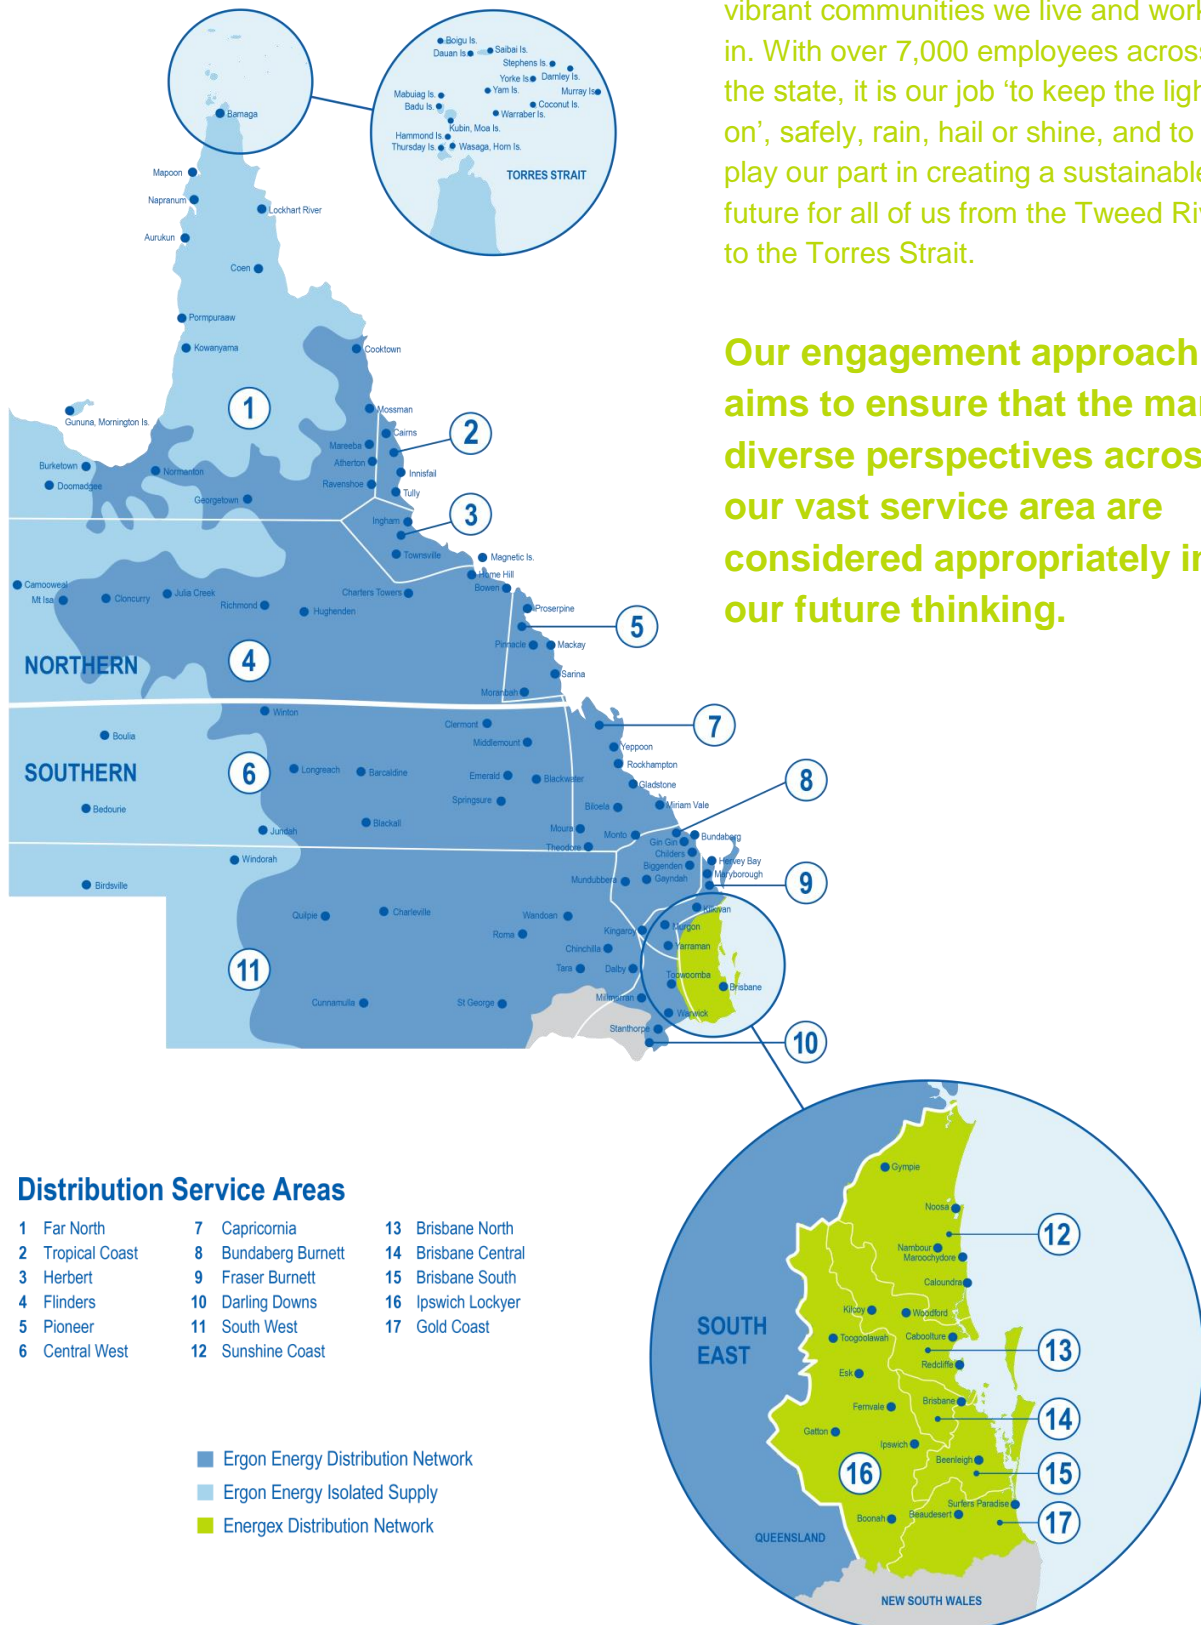 vibrant communities we live and work
in. With over 7,000 employees across
the state, it is our job ‘to keep the ligh
on’, safely, rain, hail or shine, and to
play our part in creating a sustainable
future for all of us from the Tweed Riv
to the Torres Strait.
Our engagement approach
aims to ensure that the man
diverse perspectives across
our vast service area are
considered appropriately in
our future thinking.
Boigu Is.
Dauan Is.
Saibai Is.
Stephens Is.
Yorke Is.
Darnley Is.
Mabuiag Is.
Yam Is.
Murray Is.
Badu Is.
Coconut Is.
Warraber Is.
Kubin, Moa Is.
Hammond Is.
Thursday Is.
Wasaga, Horn Is.
TORRES STRAIT
Bamaga
Mapoon
Napranum
Lockhart River
Aurukun
Coen
Pormpuraaw
Kowanyama
Cooktown
1
Gununa, Mornington Is.
Mossman
Cairns
2
Mareeba
Atherton
Burketown
Normanton
Innisfail
Doomadgee
Ravenshoe
Georgetown
Tully
3
Ingham
Townsville
Magnetic Is.
Home Hill
Camooweal
Bowen
Mt Isa
Cloncurry
Julia Creek
Charters Towers
Richmond
Hughenden
Proserpine
5
Pinnacle
Mackay
NORTHERN
4
Sarina
Moranbah
Winton
Clermont
7
Boulia
Middlemount
Yeppoon
SOUTHERN
6
Longreach
Barcaldine
Emerald
Blackwater
Rockhampton
Gladstone
8
Bedourie
Springsure
Biloela
Miriam Vale
Jundah
Blackall
Moura
Monto
Bundaberg
Gin Gin
Theodore
Childers
Windorah
Hervey Bay
Biggenden
Maryborough
Birdsville
Mundubbera
Gayndah
9
Kilkivan
Quilpie
Charleville
Wandoan
Murgon
Kingaroy
Roma
Yarraman
Chinchilla
11
Tara
Dalby
Toowoomba
Brisbane
Cunnamulla
St George
Millmerran
Warwick
Stanthorpe
10
Distribution Service Areas
1 Far North
2 Tropical Coast
3 Herbert
4 Flinders
5 Pioneer
6 Central West
7 Capricornia
8 Bundaberg Burnett
9 Fraser Burnett
10 Darling Downs
11 South West
12 Sunshine Coast
13 Brisbane North
14 Brisbane Central
15 Brisbane South
16 Ipswich Lockyer
17 Gold Coast
Ergon Energy Distribution Network
Ergon Energy Isolated Supply
Energex Distribution Network
Gympie
Noosa
12
Nambour
Maroochydore
Caloundra
Kilcoy
Woodford
SOUTH
EAST
Toogoolawah
Caboolture
13
Redcliffe
Esk
Fernvale
Brisbane
14
Gatton
Ipswich
Beenleigh
16
15
Surfers Paradise
Boonah
Beaudesert
17
QUEENSLAND
NEW SOUTH WALES